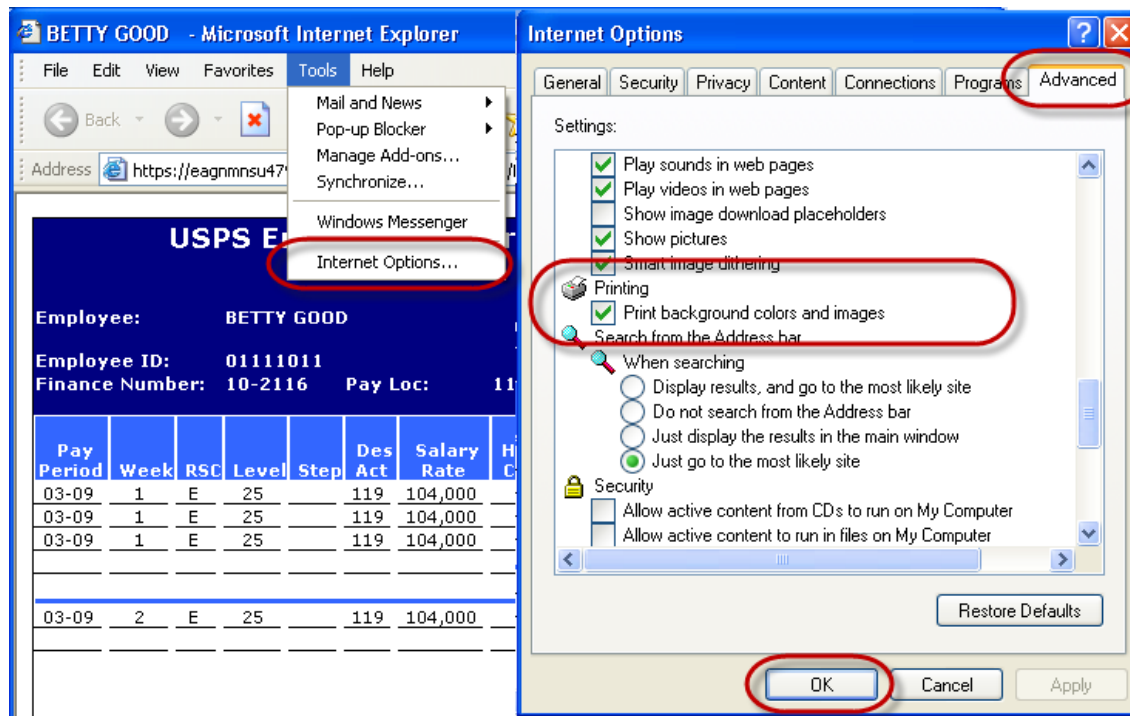 BETTY GOOD - Microsoft Internet Explorer
File Edit View Favorites Tools Help
Back
Mail and News
Pop-up Blocker
Manage Add-ons...
Synchronize...
Windows Messenger
Internet Options...
Address https://eagnmnsu47
USPS
Employee: BETTY GOOD
Employee ID: 01111011
Finance Number: 10-2116 Pay Loc: 11
Pay Period Week RSC Level Step Des Act Salary Rate
03-09 1 E 25 119 104,000
03-09 1 E 25 119 104,000
03-09 1 E 25 119 104,000
03-09 2 E 25 119 104,000
Internet Options
General Security Privacy Content Connections Programs Advanced
Settings:
Play sounds in web pages
Play videos in web pages
Show image download placeholders
Show pictures
Smart image dithering
Printing
Print background colors and images
Search from the Address bar
When searching
Display results, and go to the most likely site
Do not search from the Address bar
Just display the results in the main window
Just go to the most likely site
Security
Allow active content from CDs to run on My Computer
Allow active content to run in files on My Computer
Restore Defaults
OK Cancel Apply